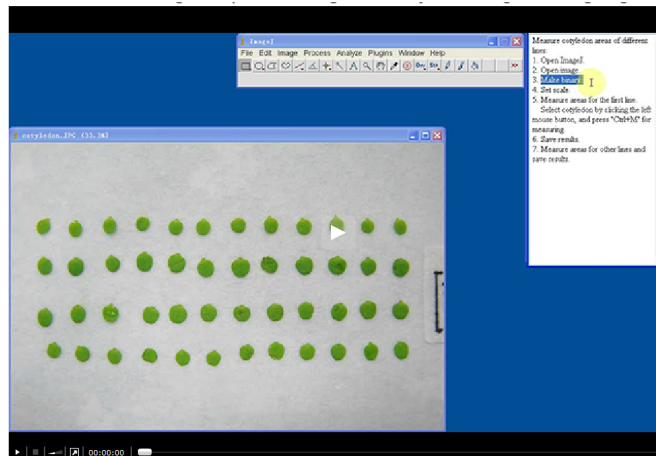 ImageJ
File Edit Image Process Analyze Plugins Window Help
Measure cotyledon areas of different
lines:
1. Open ImageJ.
2. Open image.
3. Make binary.
4. Set scale.
5. Measure areas for the first line.
Select cotyledon by clicking the left
mouse button, and press "Ctrl+M" for
measuring.
6. Save results.
7. Measure areas for other lines and
save results.
cotyledon.JPG (33.3%)
00:00:00